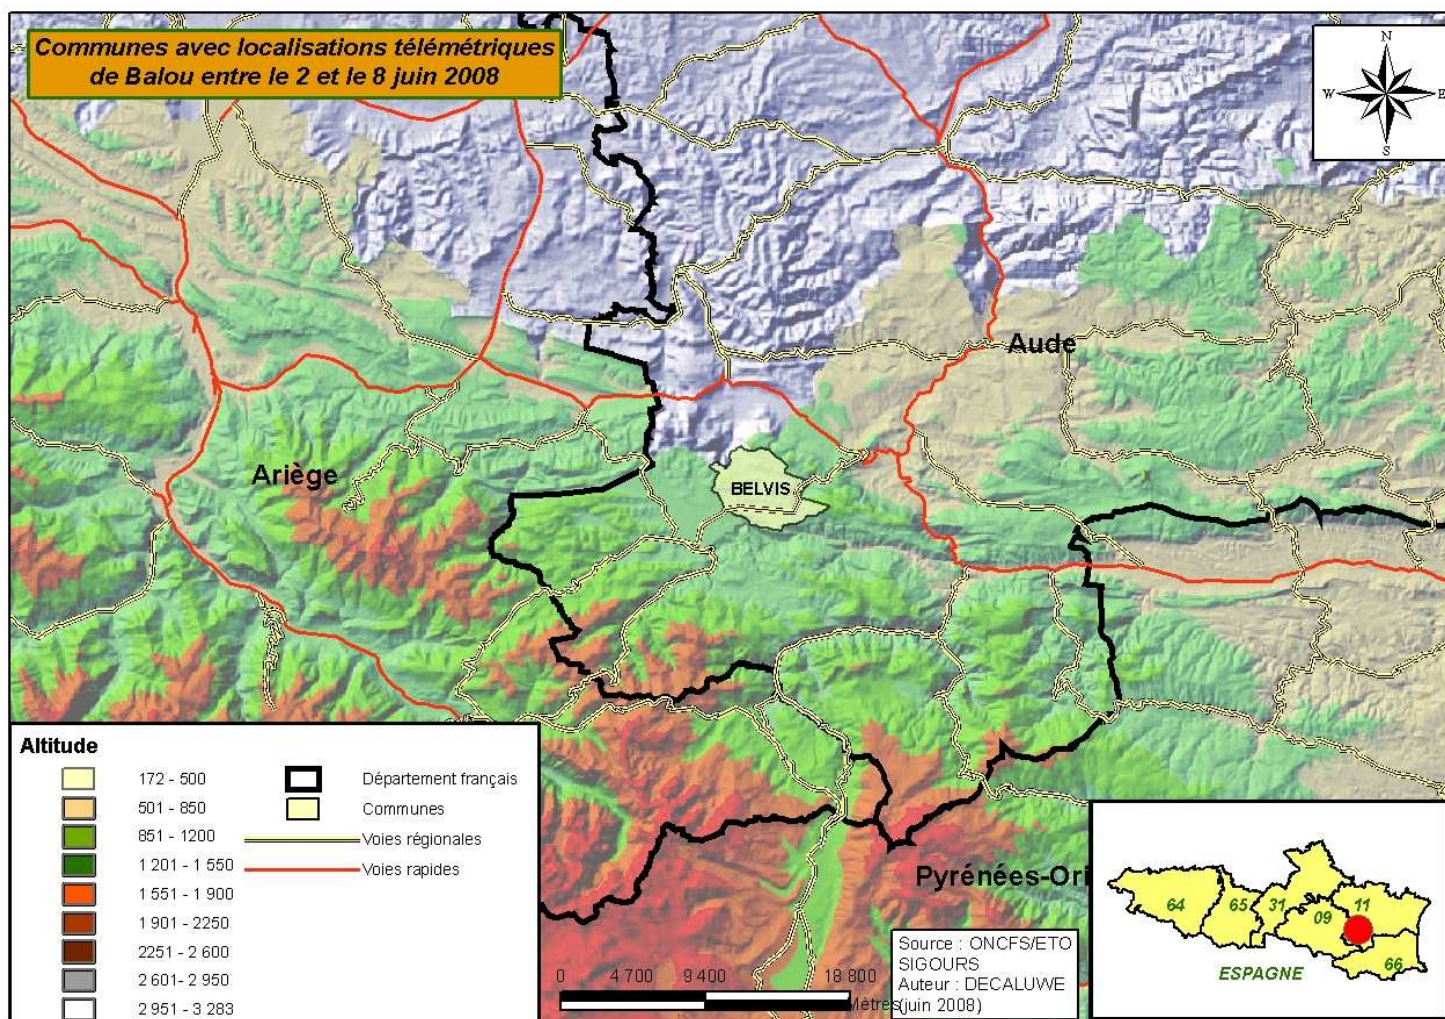 Communes avec localisations télémétriques
de Balou entre le 2 et le 8 juin 2008
N
W
E
S
Aude
Ariège
BELVIS
Pyrénées-Ori
Altitude
172 - 500
501 - 850
851 - 1200
1 201 - 1 550
1 551 - 1 900
1 901 - 2250
2251 - 2 600
2 601- 2 950
2 951 - 3 283
Département français
Communes
Voies régionales
Voies rapides
0 4 700 9 400 18 800
Mètres
Source : ONCFS/ETO
SIGOURS
Auteur : DECALUWE
(juin 2008)
64
65
31
09
11
66
ESPAGNE